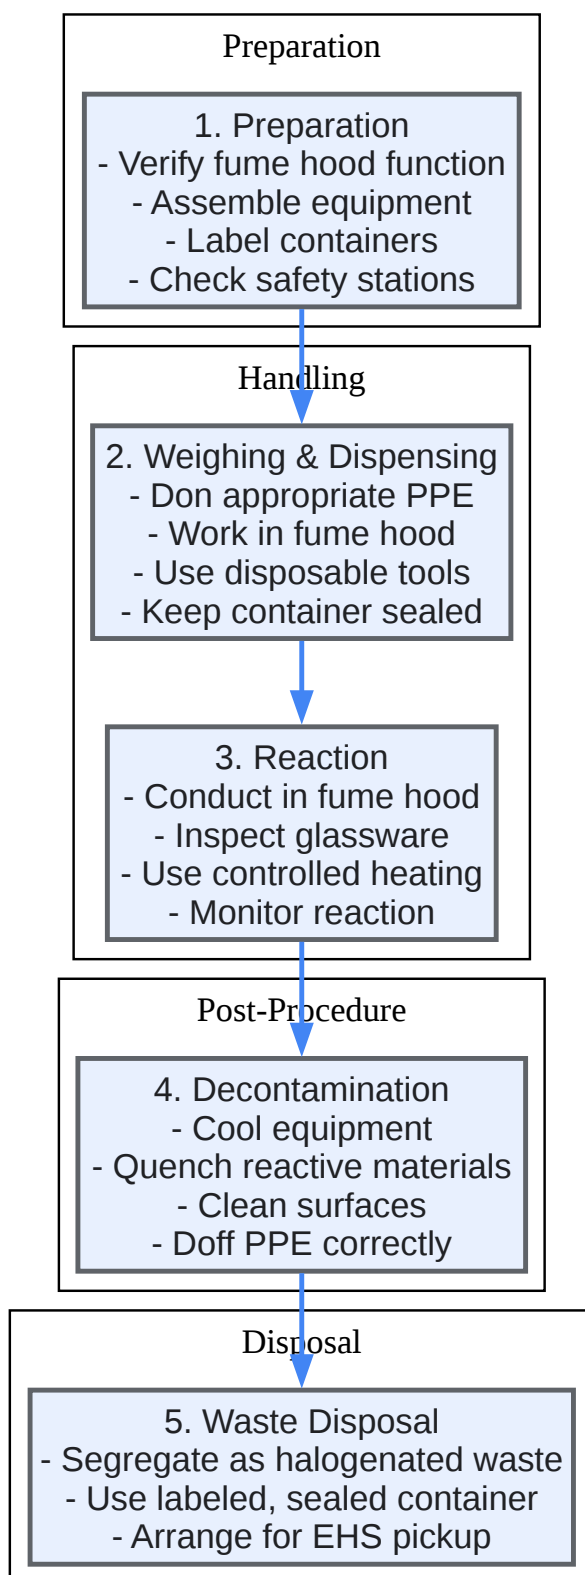 Preparation
1. Preparation
- Verify fume hood function
- Assemble equipment
- Label containers
- Check safety stations
Handling
2. Weighing & Dispensing
- Don appropriate PPE
- Work in fume hood
- Use disposable tools
- Keep container sealed
3. Reaction
- Conduct in fume hood
- Inspect glassware
- Use controlled heating
- Monitor reaction
Post-Procedure
4. Decontamination
- Cool equipment
- Quench reactive materials
- Clean surfaces
- Doff PPE correctly
Disposal
5. Waste Disposal
- Segregate as halogenated waste
- Use labeled, sealed container
- Arrange for EHS pickup